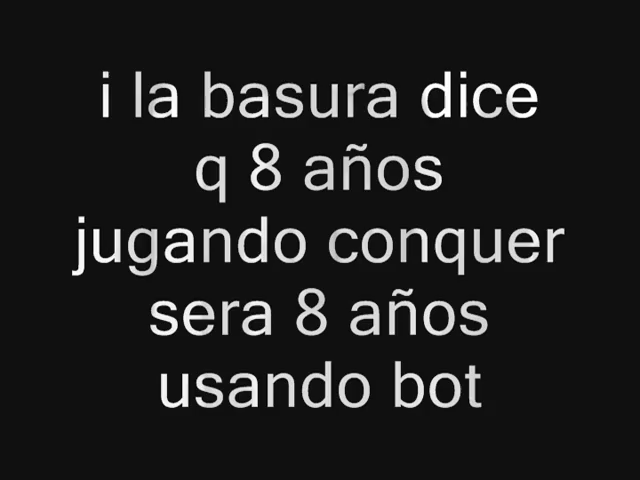 i la basura dice
q 8 años
jugando conquer
sera 8 años
usando bot